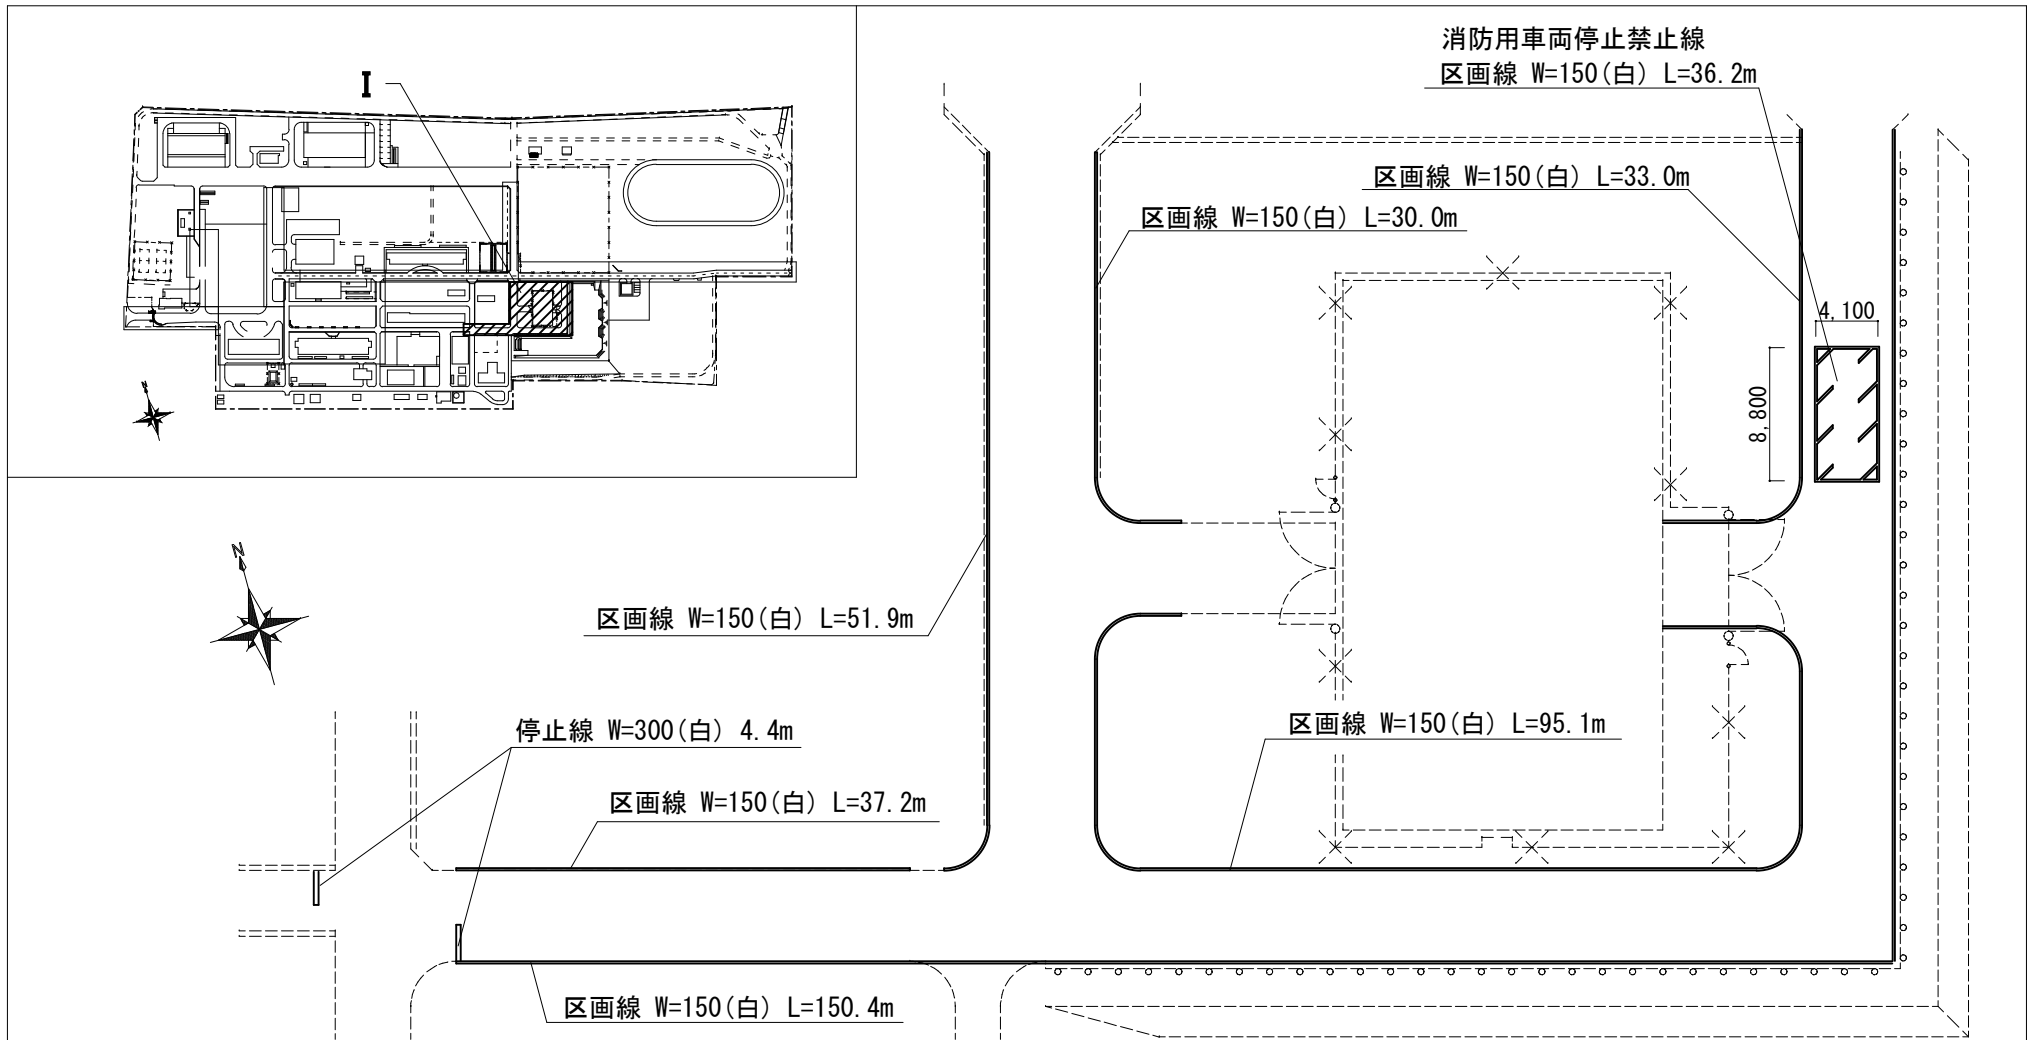 消防用車両停止禁止線
区画線 W=150(白) L=36.2m
I
区画線 W=150(白) L=33.0m
区画線 W=150(白) L=30.0m
4,100
8,800
N
N
区画線 W=150(白) L=51.9m
停止線 W=300(白) 4.4m
区画線 W=150(白) L=95.1m
区画線 W=150(白) L=37.2m
区画線 W=150(白) L=150.4m